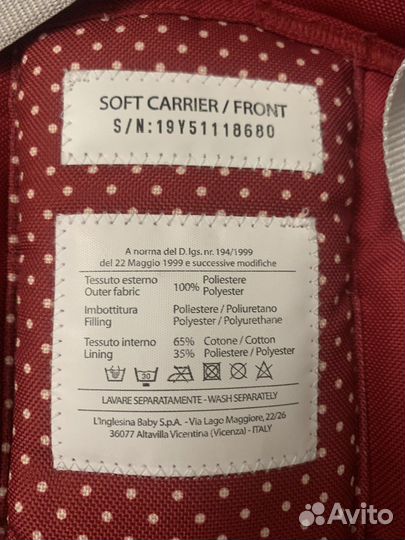 SOFT CARRIER / FRONT
S/N:19Y51118680
A norma del D.lgs. nr. 194/1999
del 22 Maggio 1999 e successive modifiche
Tessuto esterno 100% Poliestere
Outer fabric Polyester
Imbottitura Poliestere / Poliuretano
Filling Polyester / Polyurethane
Tessuto interno 65% Cotone / Cotton
Lining 35% Poliestere / Polyester
30
LAVARE SEPARATAMENTE - WASH SEPARATELY
L'Inglesina Baby S.p.A. - Via Lago Maggiore, 22/26
36077 Altavilla Vicentina (Vicenza) - ITALY
Avito